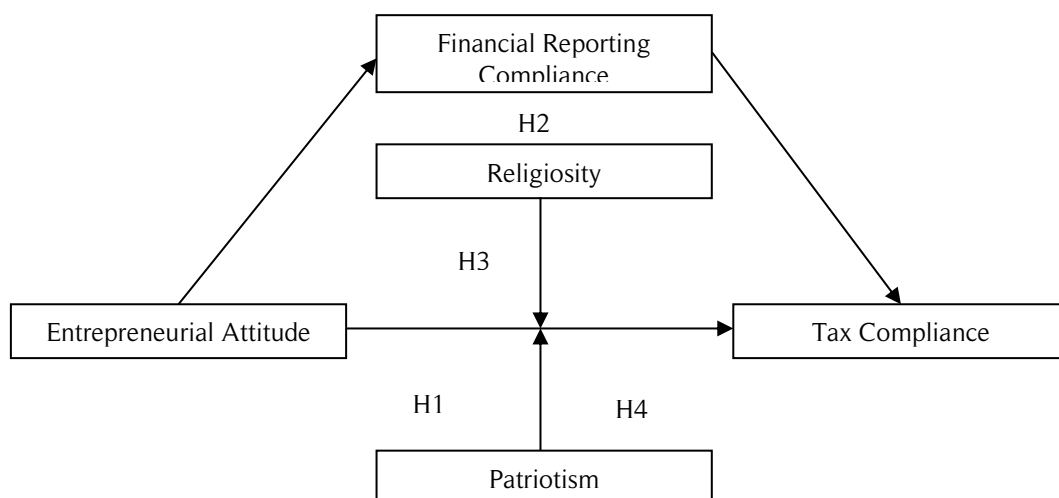 Financial Reporting
Compliance
H2
Religiosity
H3
Entrepreneurial Attitude
Tax Compliance
H1
H4
Patriotism